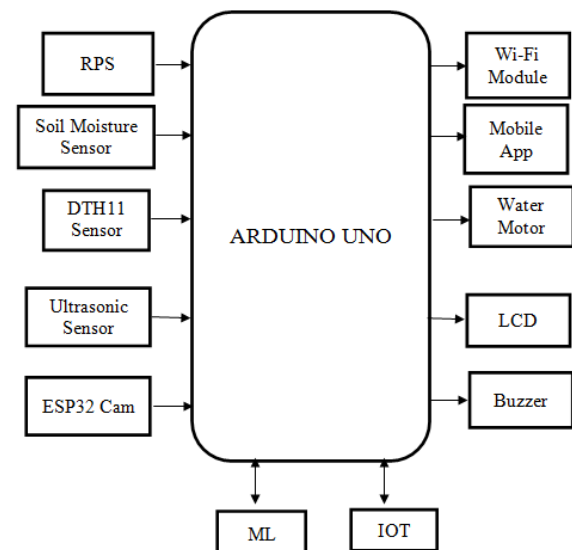 RPS
Soil Moisture
Sensor
DTH11
Sensor
Ultrasonic
Sensor
ESP32 Cam
ARDUINO UNO
Wi-Fi
Module
Mobile
App
Water
Motor
LCD
Buzzer
ML
IOT